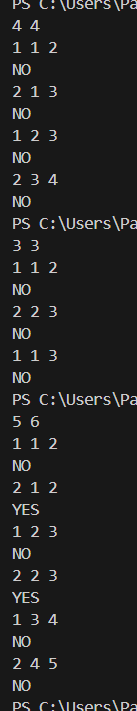 PS C:\Users\Pa
4 4
1 1 2
NO
2 1 3
NO
1 2 3
NO
2 3 4
NO
PS C:\Users\Pa
3 3
1 1 2
NO
2 2 3
NO
1 1 3
NO
PS C:\Users\Pa
5 6
1 1 2
NO
2 1 2
YES
1 2 3
NO
2 2 3
YES
1 3 4
NO
2 4 5
NO
PS C:\Users\Pa